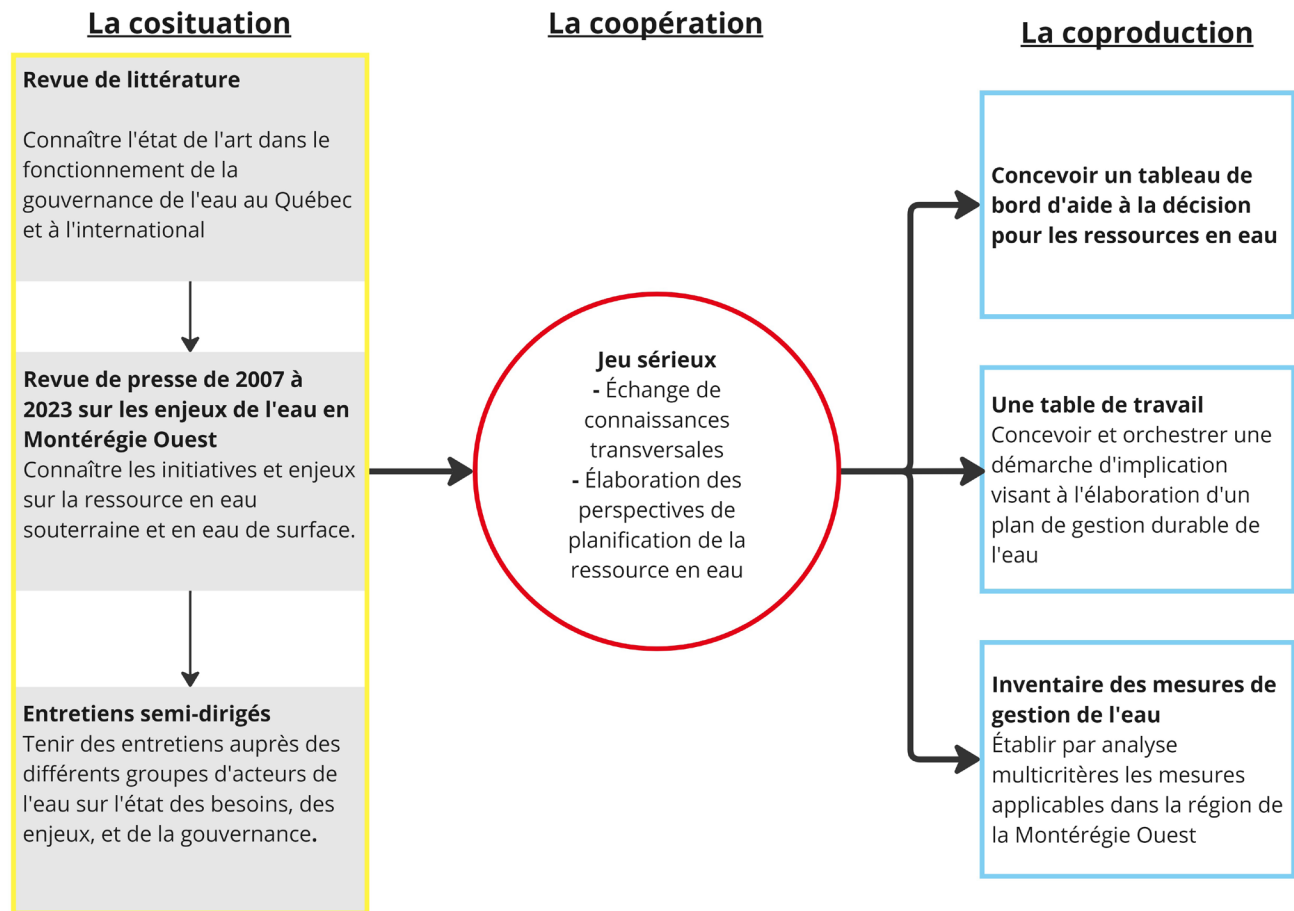 La cosituation
Revue de littérature
Connaître l'état de l'art dans le
fonctionnement de la
gouvernance de l'eau au Québec
et à l'international
Revue de presse de 2007 à
2023 sur les enjeux de l'eau en
Montérégie Ouest
Connaître les initiatives et enjeux
sur la ressource en eau
souterraine et en eau de surface.
Entretiens semi-dirigés
Tenir des entretiens auprès des
différents groupes d'acteurs de
l'eau sur l'état des besoins, des
enjeux, et de la gouvernance.
La coopération
Jeu sérieux
- Échange de
connaissances
transversales
- Élaboration des
perspectives de
planification de la
ressource en eau
La coproduction
Concevoir un tableau de
bord d'aide à la décision
pour les ressources en eau
Une table de travail
Concevoir et orchestrer une
démarche d'implication
visant à l'élaboration d'un
plan de gestion durable de
l'eau
Inventaire des mesures de
gestion de l'eau
Établir par analyse
multicritères les mesures
applicables dans la région de
la Montérégie Ouest